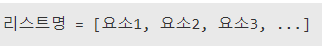 리스트명 = [요소1, 요소2, 요소3, ...]